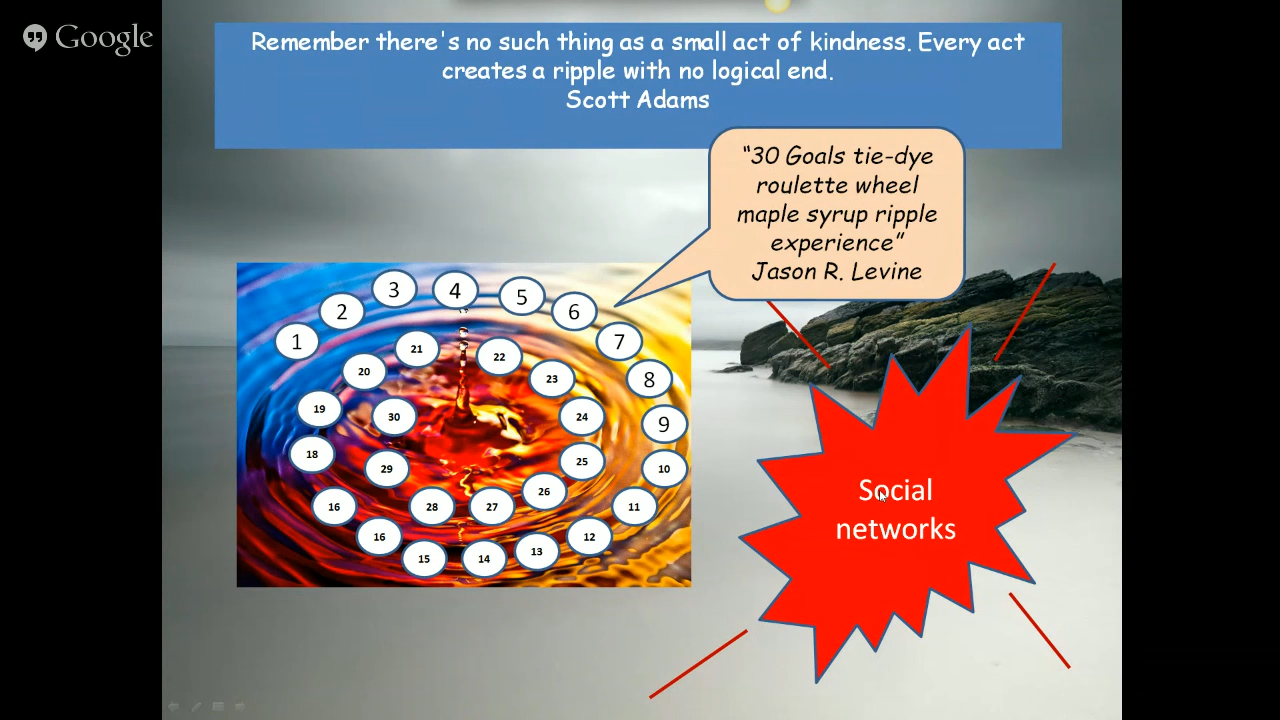 Google
Remember there's no such thing as a small act of kindness. Every act
creates a ripple with no logical end.
Scott Adams
“30 Goals tie-dye
roulette wheel
maple syrup ripple
experience”
Jason R. Levine
1
2
3
4
5
6
7
8
9
10
11
12
13
14
15
16
16
18
19
20
21
22
23
24
25
26
27
28
29
30
Social
networks